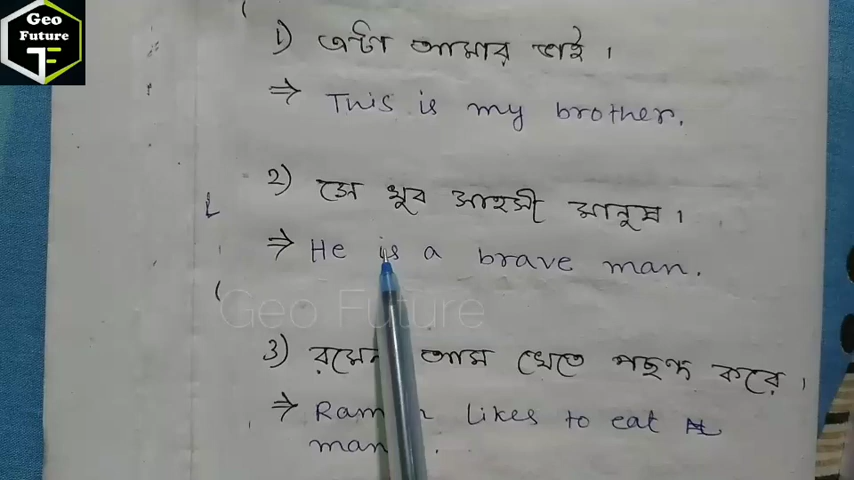 Geo
Future
1) এটা আমার ভাই।
⇒ This is my brother.
2) সে খুব সাহসী মানুষ।
⇒ He is a brave man.
Geo Future
3) খেতে পছন্দ করে।
⇒ likes to eat